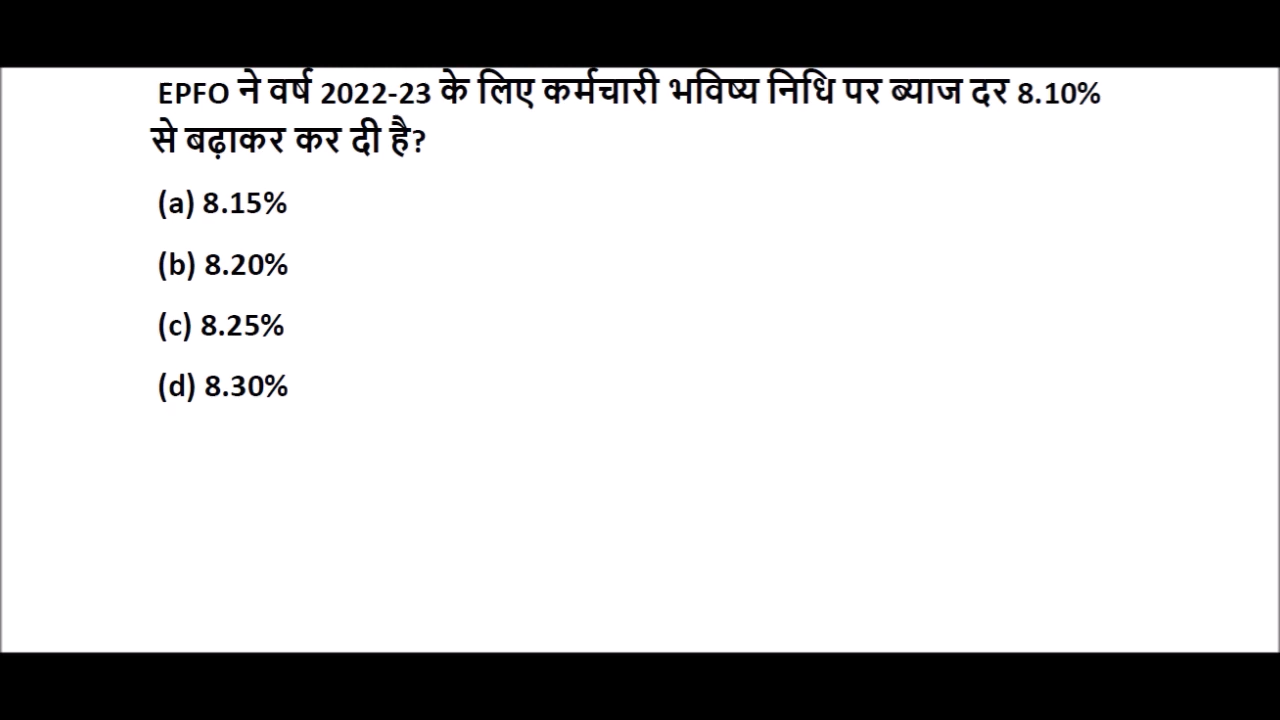 EPFO ने वर्ष 2022-23 के लिए कर्मचारी भविष्य निधि पर ब्याज दर 8.10%
से बढ़ाकर कर दी है?
(a) 8.15%
(b) 8.20%
(c) 8.25%
(d) 8.30%